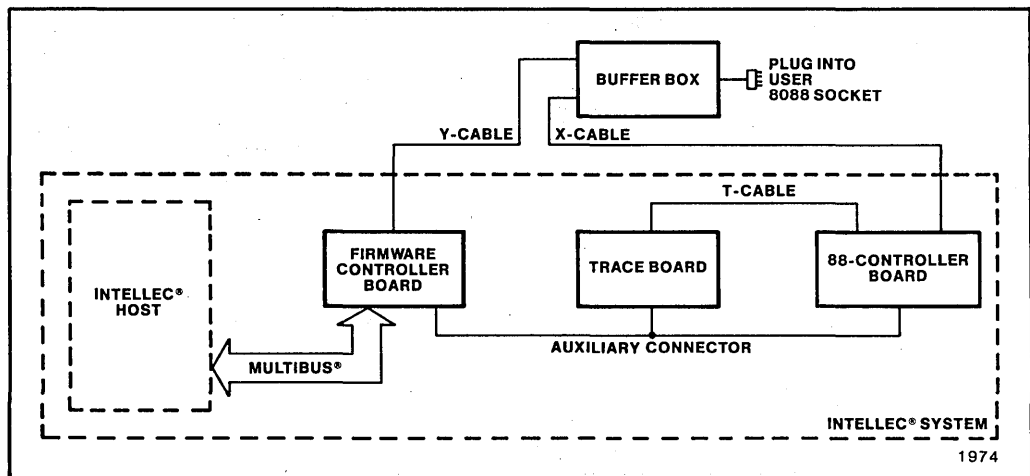 BUFFER BOX
PLUG INTO
USER
8088 SOCKET
Y-CABLE
X-CABLE
T-CABLE
INTELLEC®
HOST
FIRMWARE
CONTROLLER
BOARD
TRACE BOARD
88-CONTROLLER
BOARD
MULTIBUS®
AUXILIARY CONNECTOR
INTELLEC® SYSTEM
1974